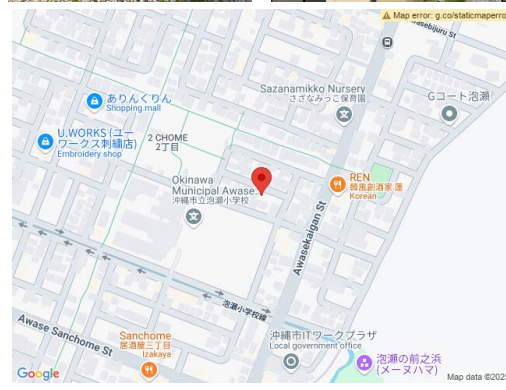 Map error: g.co/staticmaperro
wasebijuru St
Sazanamikko Nursery
さざなみっこ保育園
Gコート泡瀬
ありんくりん
Shopping mall
U.WORKS (ユー
ワークス刺繍店)
Embroidery shop
2 CHOME
2丁目
Okinawa
Municipal Awase...
沖縄市立泡瀬小学校
REN
韓風創酒家 蓮
Korean
Awasekaigan St
泡瀬小学校線
Awase Sanchome St
Sanchome
居酒屋三丁目
Izakaya
沖縄市ITワークプラザ
Local government office
泡瀬の前之浜
(メーヌハマ)
Google
Map data ©2025